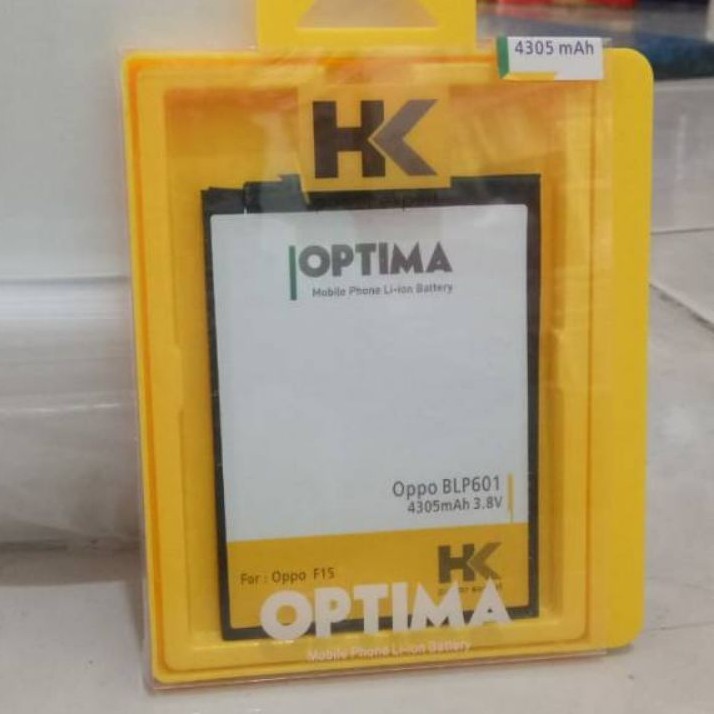 4305 mAh
HK
OPTIMA
Mobile Phone Li-ion Battery
Oppo BLP601
4305mAh 3.8V
For : Oppo F1S
HK
OPTIMA
Mobile Phone Li-ion Battery